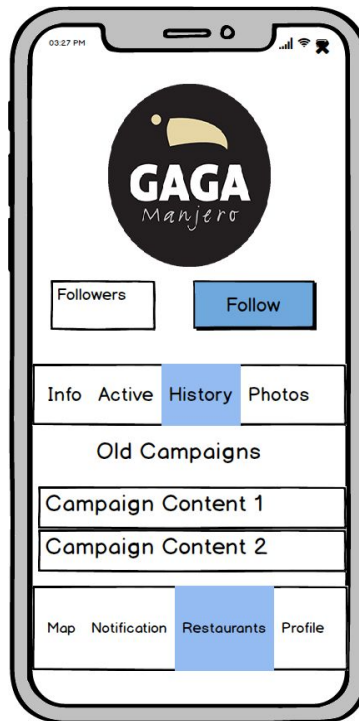 03:27 PM
GAGA
Manjero
Followers
Follow
Info Active History Photos
Old Campaigns
Campaign Content 1
Campaign Content 2
Map Notification Restaurants Profile